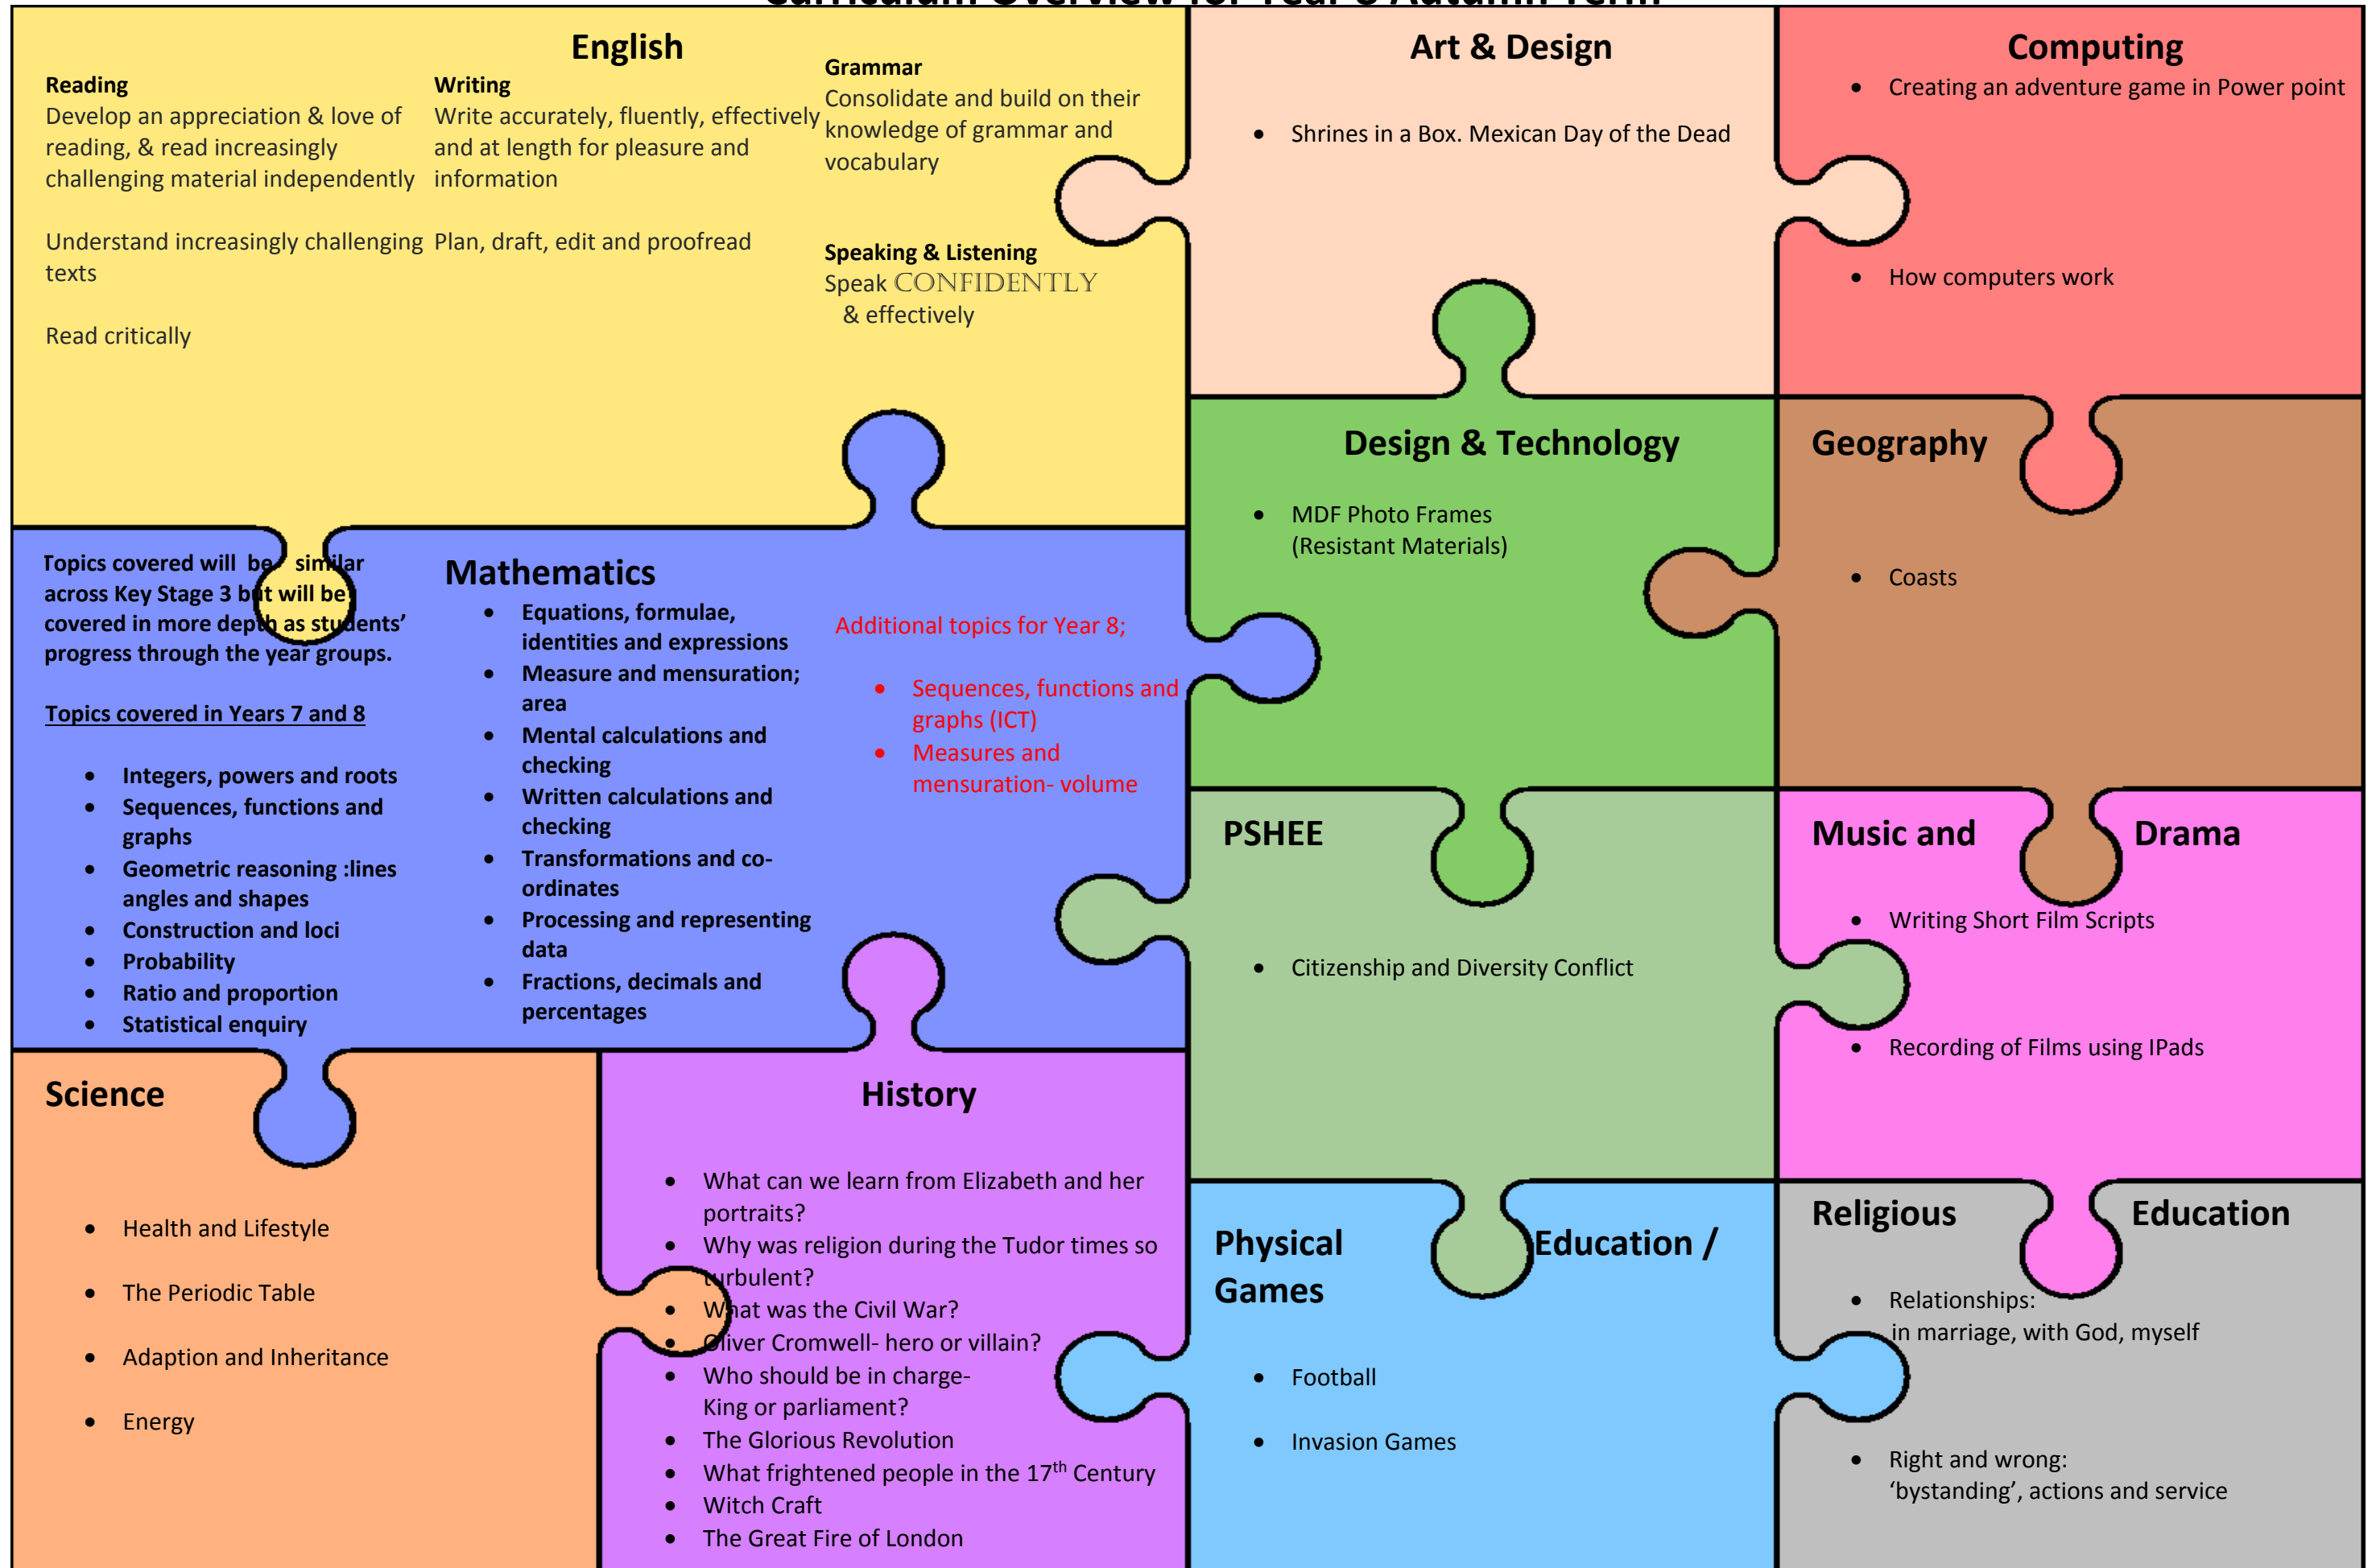 Curriculum Overview for Year 8 Autumn Term
English
Reading
Develop an appreciation & love of
reading, & read increasingly
challenging material independently
Understand increasingly challenging
texts
Read critically
Writing
Write accurately, fluently, effectively
and at length for pleasure and
information
Plan, draft, edit and proofread
Grammar
Consolidate and build on their
knowledge of grammar and
vocabulary
Speaking & Listening
Speak CONFIDENTLY
& effectively
Art & Design
• Shrines in a Box. Mexican Day of the Dead
Computing
• Creating an adventure game in Power point
• How computers work
Design & Technology
• MDF Photo Frames
(Resistant Materials)
Geography
• Coasts
Topics covered will be similar
across Key Stage 3 but will be
covered in more depth as students'
progress through the year groups.
Topics covered in Years 7 and 8
• Integers, powers and roots
• Sequences, functions and
graphs
• Geometric reasoning :lines
angles and shapes
• Construction and loci
• Probability
• Ratio and proportion
• Statistical enquiry
Mathematics
• Equations, formulae,
identities and expressions
• Measure and mensuration;
area
• Mental calculations and
checking
• Written calculations and
checking
• Transformations and co-
ordinates
• Processing and representing
data
• Fractions, decimals and
percentages
Additional topics for Year 8;
• Sequences, functions and
graphs (ICT)
• Measures and
mensuration- volume
PSHEE
• Citizenship and Diversity Conflict
Music and Drama
• Writing Short Film Scripts
• Recording of Films using IPads
Science
• Health and Lifestyle
• The Periodic Table
• Adaption and Inheritance
• Energy
History
• What can we learn from Elizabeth and her
portraits?
• Why was religion during the Tudor times so
turbulent?
• What was the Civil War?
• Oliver Cromwell- hero or villain?
• Who should be in charge-
King or parliament?
• The Glorious Revolution
• What frightened people in the 17th Century
• Witch Craft
• The Great Fire of London
Physical Education /
Games
• Football
• Invasion Games
Religious Education
• Relationships:
in marriage, with God, myself
• Right and wrong:
'bystanding', actions and service